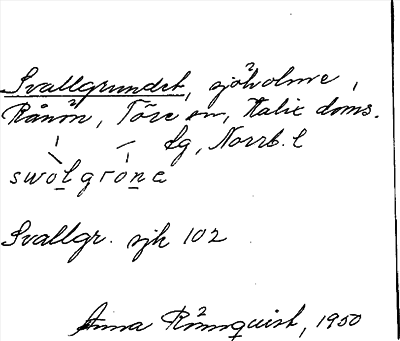 Svallgrundet, sjöholme,
Rånön, Töre sn, Kalix doms.
lg, Norrb. l
swolgrone
Svallgr. sjk 102
Anna Rönnquist, 1950